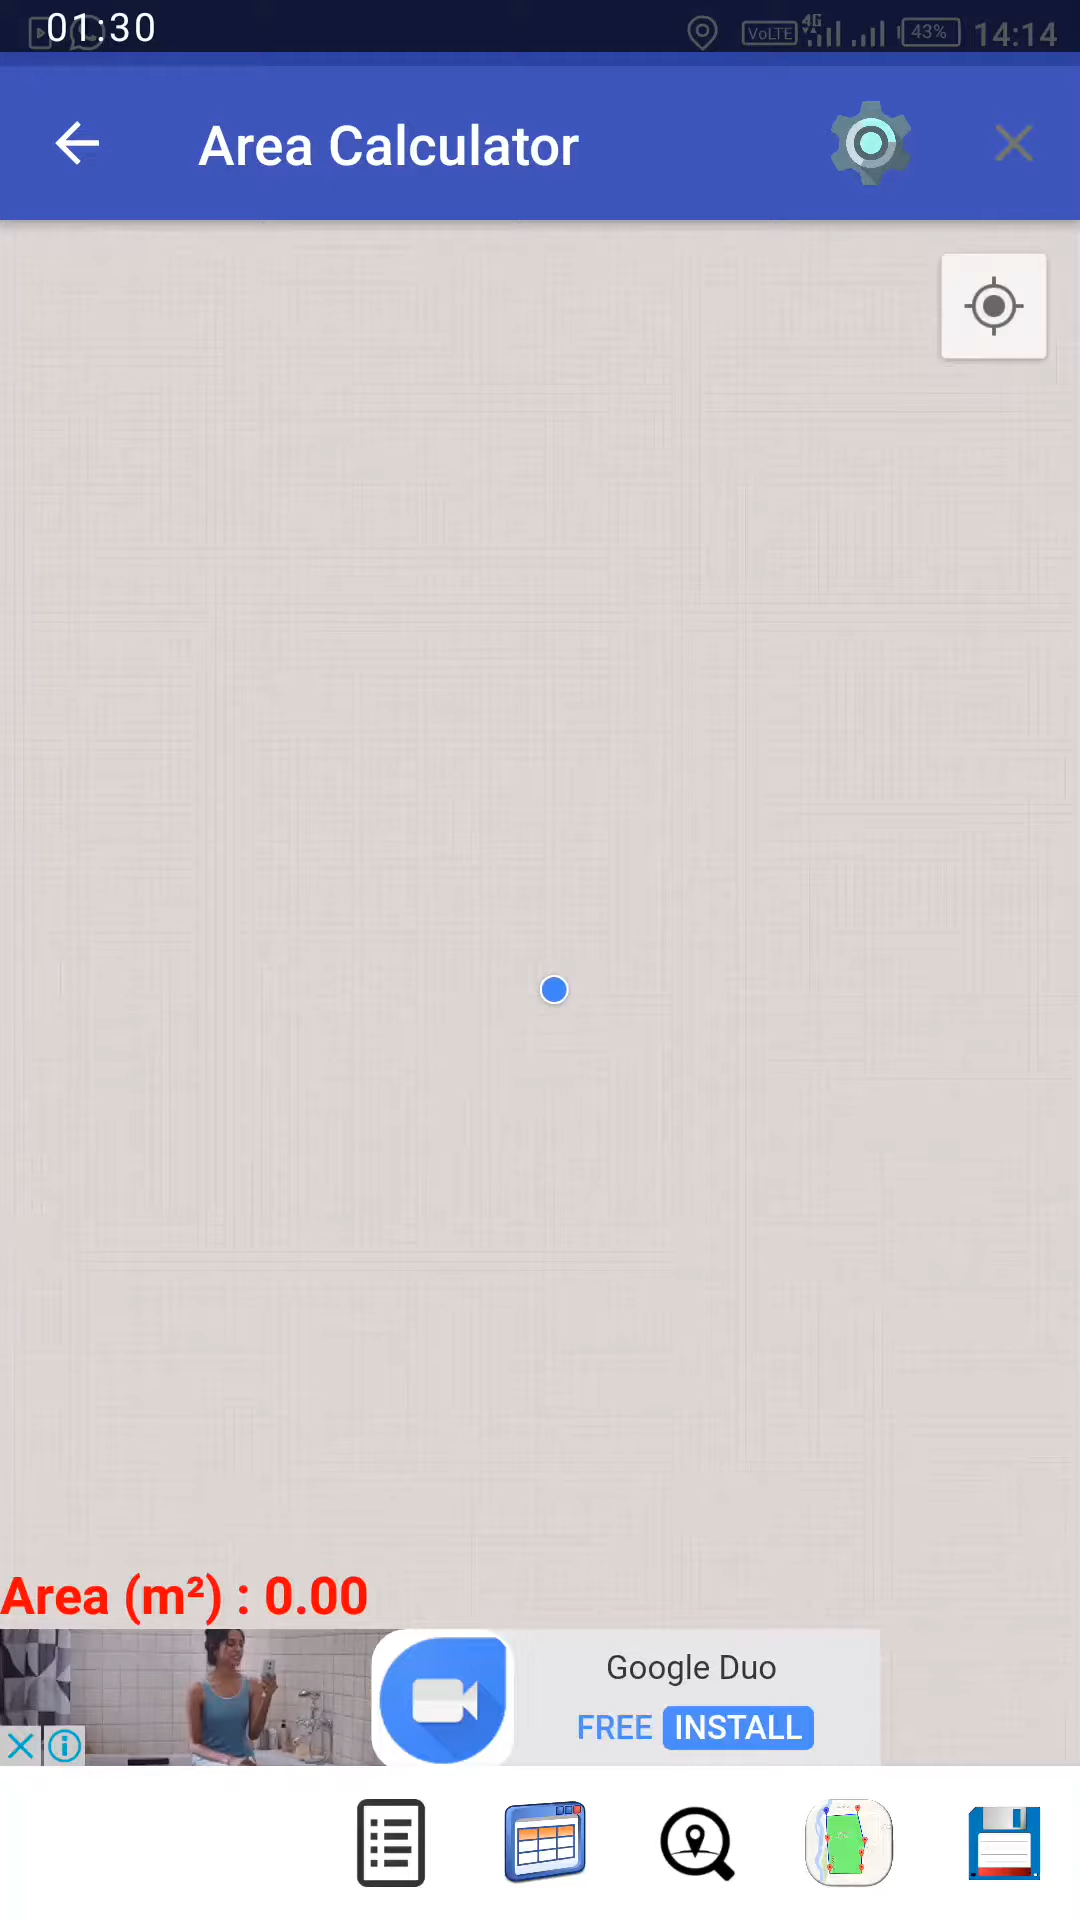 01:30
VoLTE 4G 43% 14:14
Area Calculator
Area (m²) : 0.00
Google Duo
FREE INSTALL